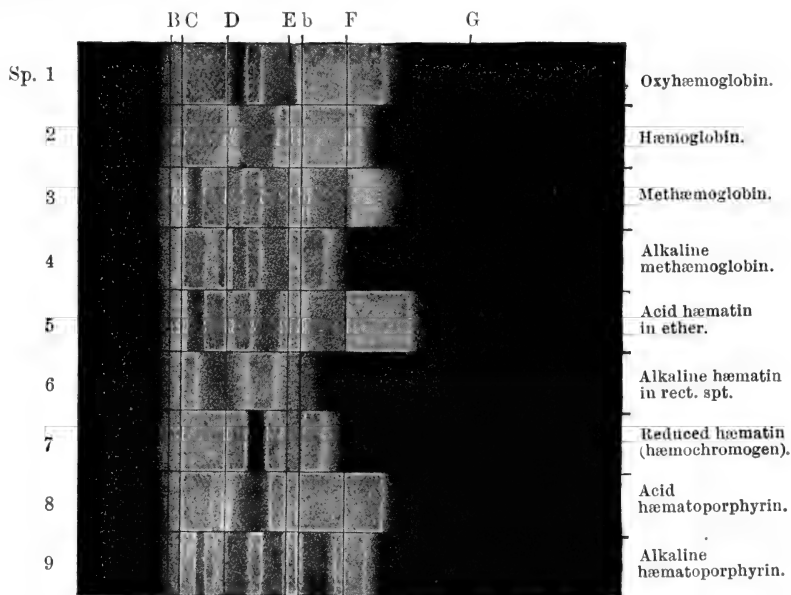 B C D E b F G
Sp. 1 Oxyhæmoglobin.
2 Hæmoglobin.
3 Methæmoglobin.
4 Alkaline
methæmoglobin.
5 Acid hæmatin
in ether.
6 Alkaline hæmatin
in rect. spt.
7 Reduced hæmatin
(hæmochromogen).
8 Acid
hæmatoporphyrin.
9 Alkaline
hæmatoporphyrin.